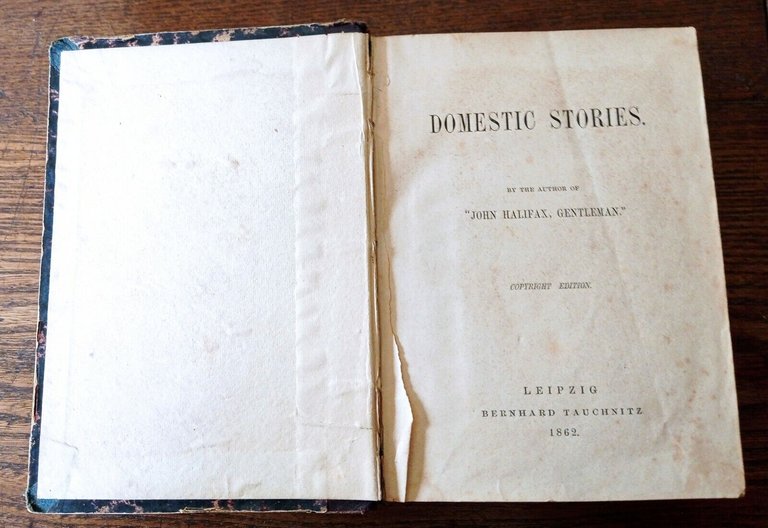 DOMESTIC STORIES.
BY THE AUTHOR OF
"JOHN HALIFAX, GENTLEMAN."
COPYRIGHT EDITION.
LEIPZIG
BERNHARD TAUCHNITZ
1862.